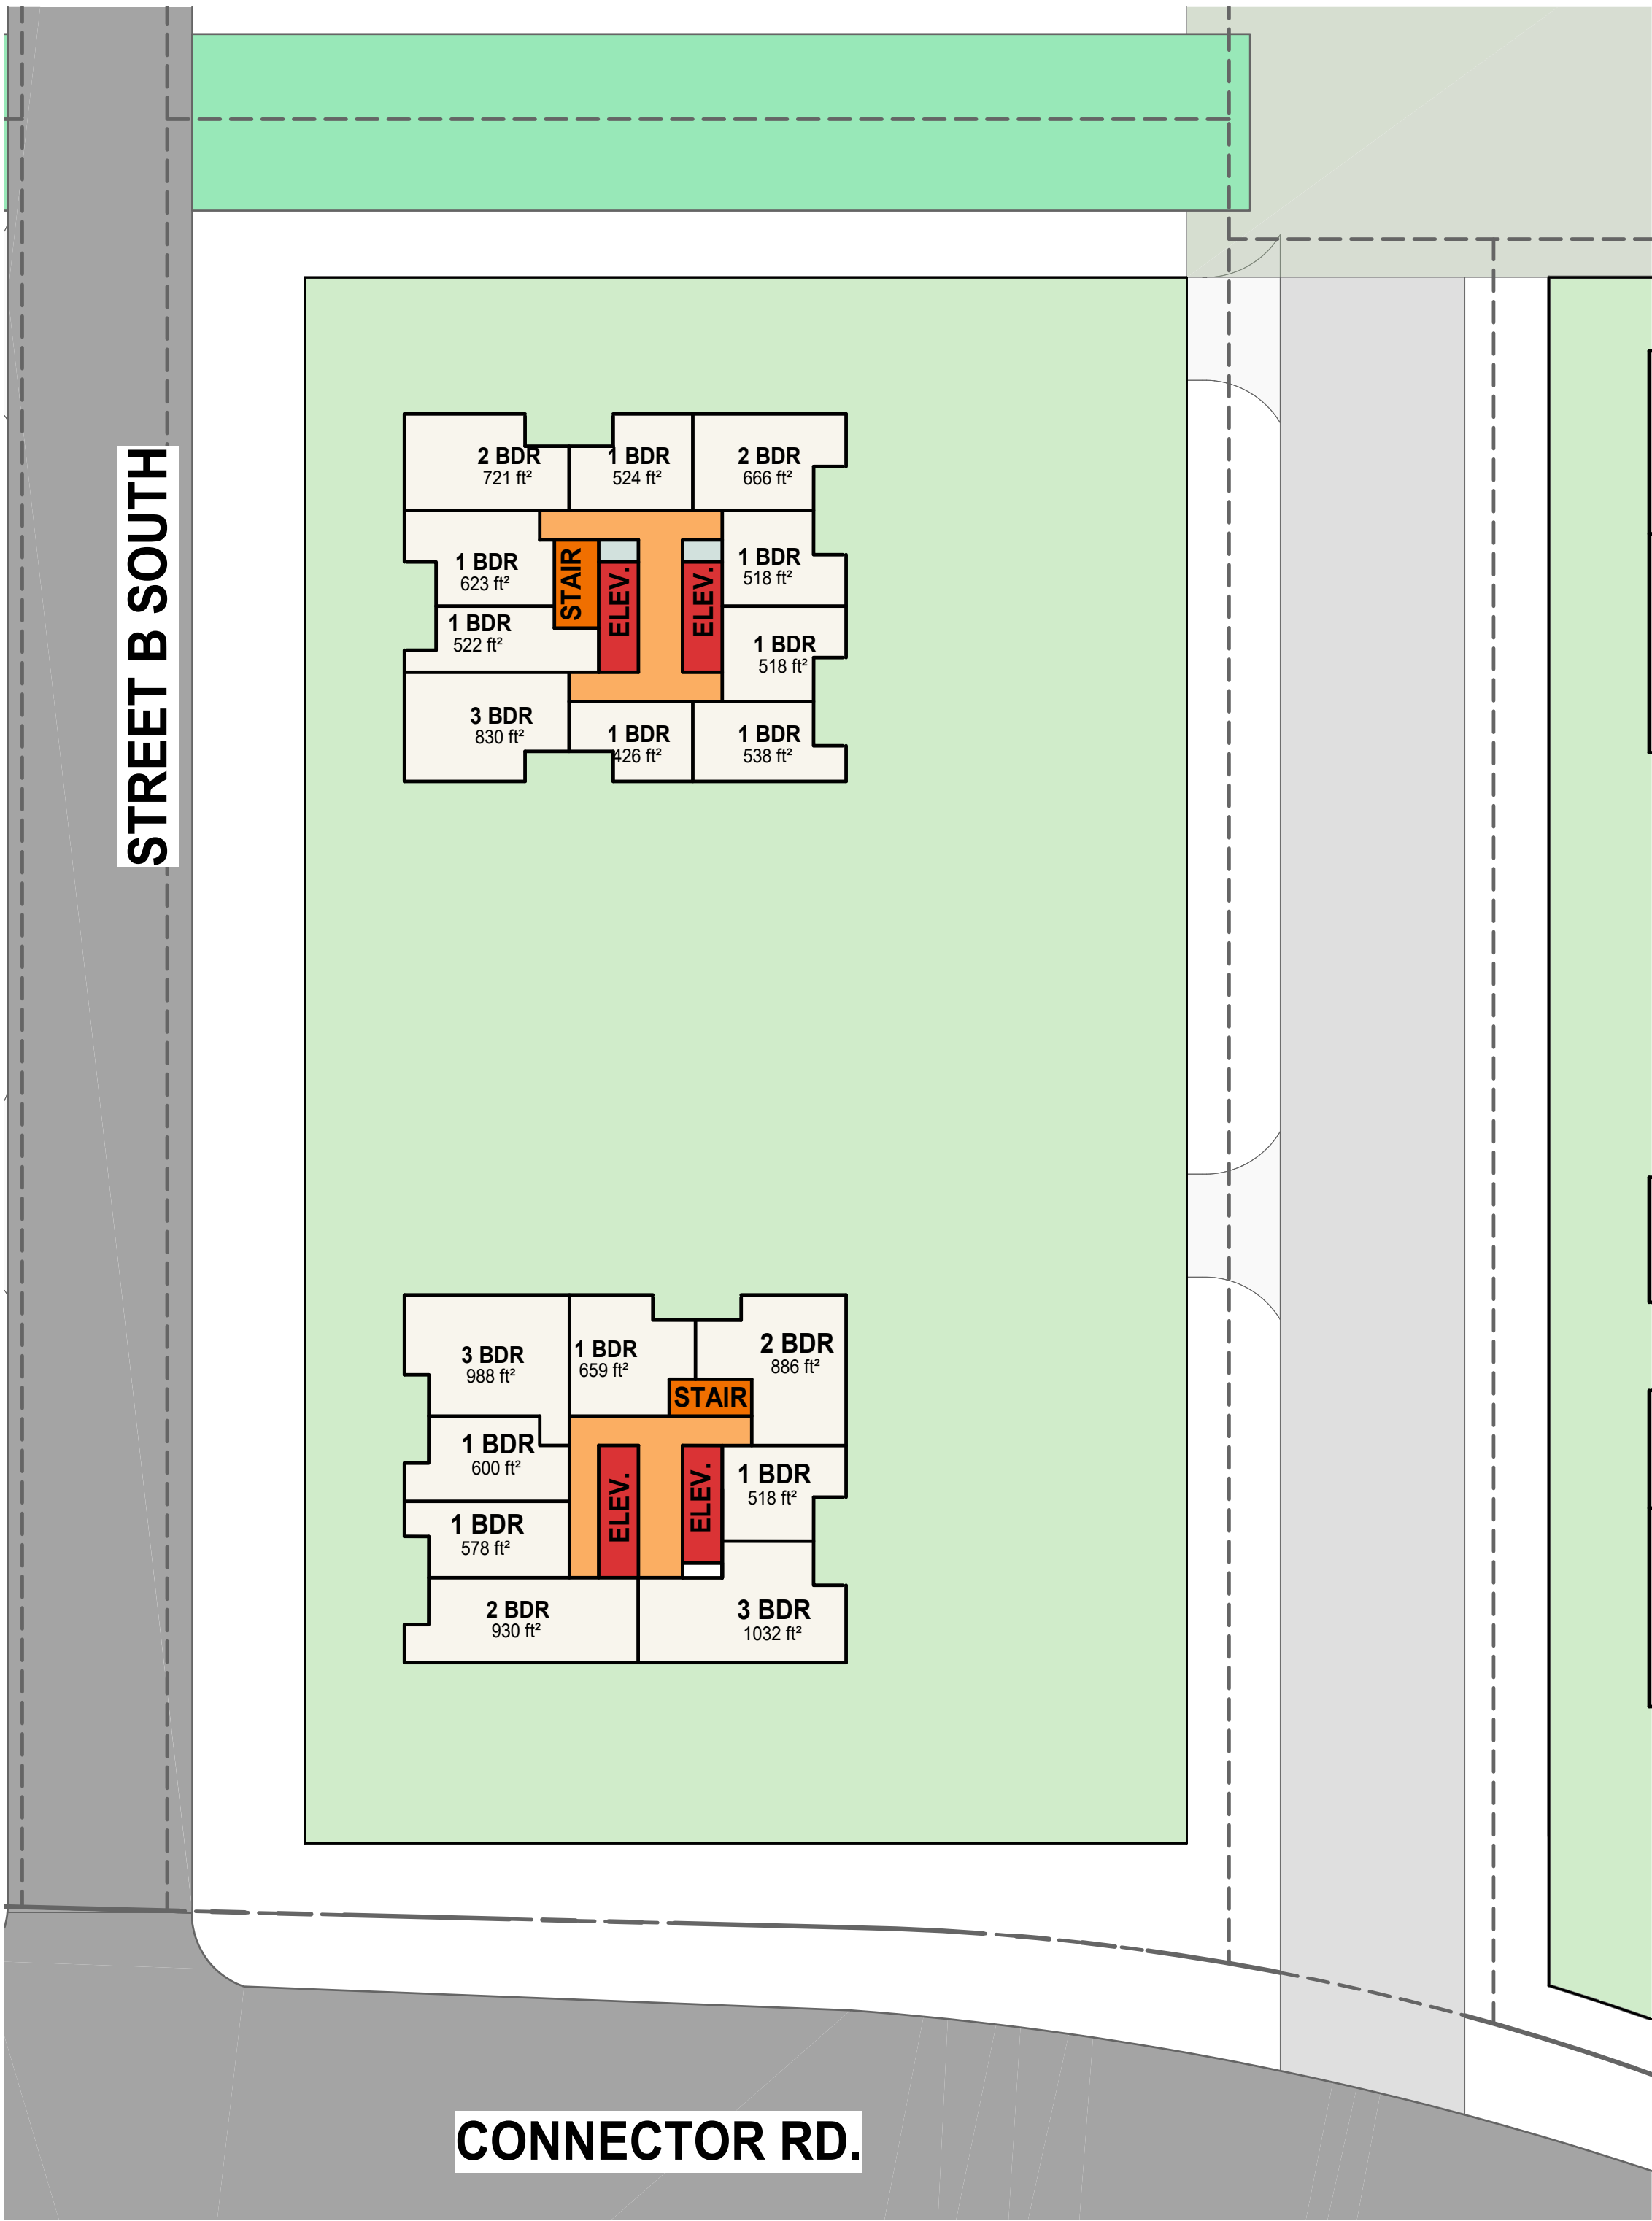 STREET B SOUTH
2 BDR
721 ft²
1 BDR
524 ft²
2 BDR
666 ft²
1 BDR
623 ft²
STAIR
ELEV.
ELEV.
1 BDR
518 ft²
1 BDR
522 ft²
1 BDR
518 ft²
3 BDR
830 ft²
1 BDR
426 ft²
1 BDR
538 ft²
3 BDR
988 ft²
1 BDR
659 ft²
2 BDR
886 ft²
STAIR
1 BDR
600 ft²
ELEV.
ELEV.
1 BDR
518 ft²
1 BDR
578 ft²
2 BDR
930 ft²
3 BDR
1032 ft²
CONNECTOR RD.